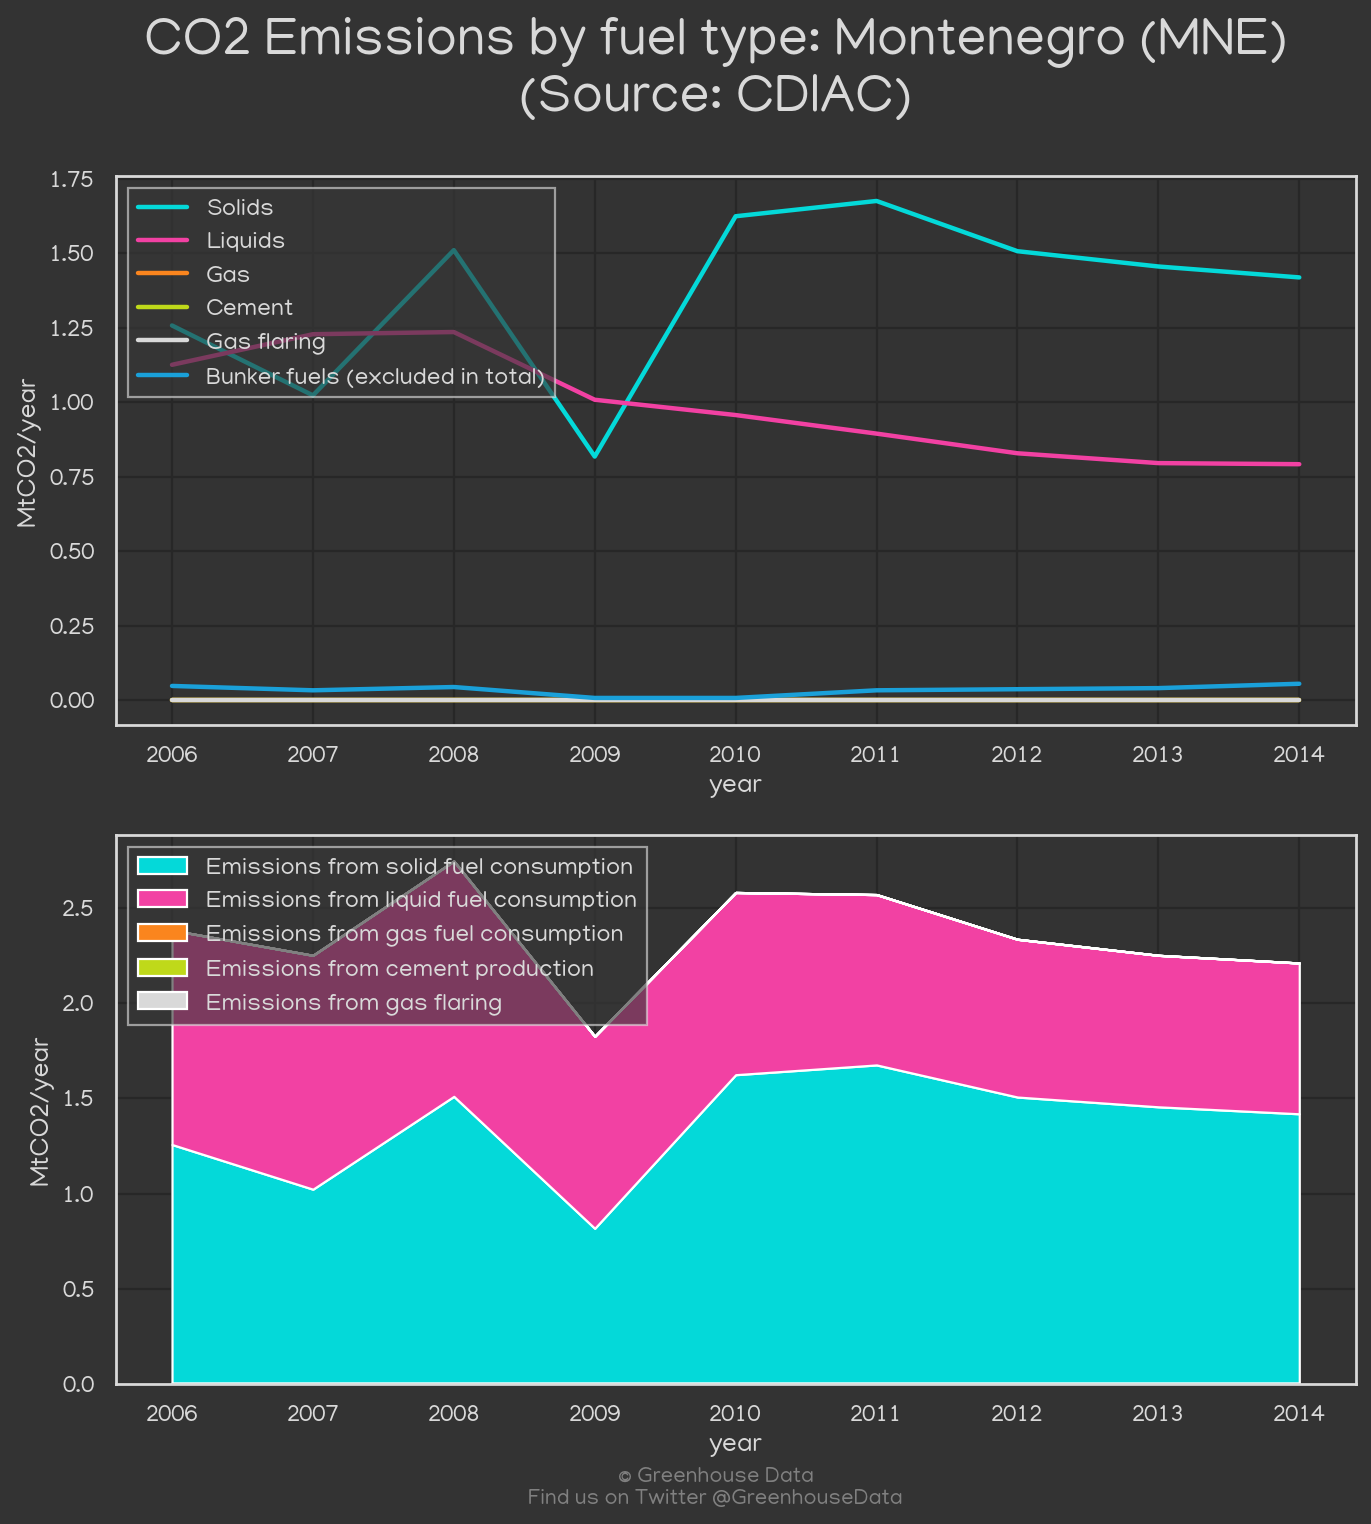 CO2 Emissions by fuel type: Montenegro (MNE)
(Source: CDIAC)
1.75
1.50
1.25
1.00
0.75
0.50
0.25
0.00
MtCO2/year
Solids
Liquids
Gas
Cement
Gas flaring
Bunker fuels (excluded in total)
2006 2007 2008 2009 2010 2011 2012 2013 2014
year
2.5
2.0
1.5
1.0
0.5
0.0
MtCO2/year
Emissions from solid fuel consumption
Emissions from liquid fuel consumption
Emissions from gas fuel consumption
Emissions from cement production
Emissions from gas flaring
2006 2007 2008 2009 2010 2011 2012 2013 2014
year
© Greenhouse Data
Find us on Twitter @GreenhouseData